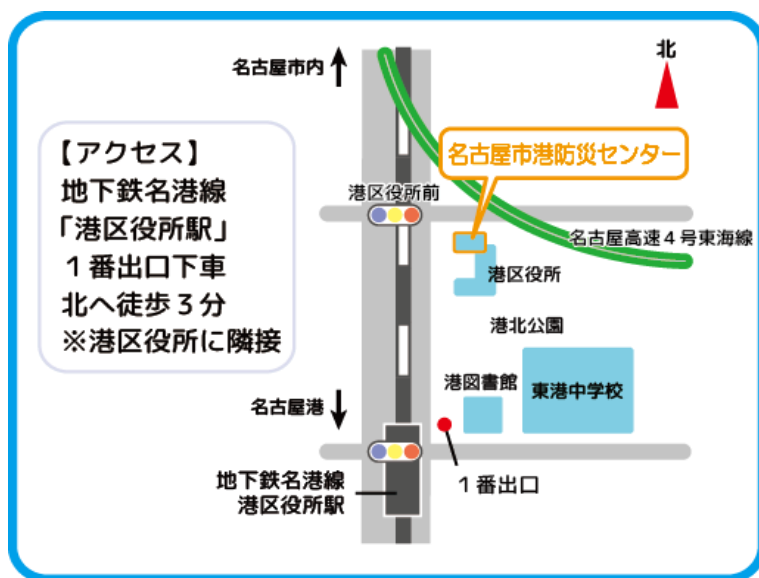 名古屋市内
北
【アクセス】
地下鉄名港線
「港区役所駅」
1番出口下車
北へ徒歩3分
※港区役所に隣接
名古屋市港防災センター
港区役所前
名古屋高速4号東海線
港区役所
港北公園
港図書館
東港中学校
名古屋港
地下鉄名港線
港区役所駅
1番出口